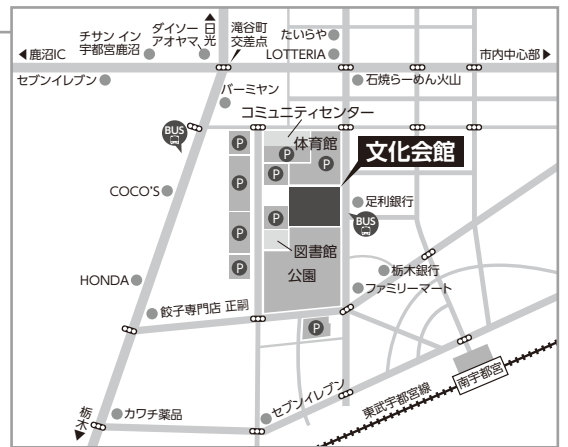 ▲日光
滝谷町
交差点
ダイソー
アオヤマ
チサン イン
宇都宮鹿沼
たいらや
LOTTERIA
◀鹿沼IC
市内中心部▶
セブンイレブン
石焼らーめん火山
バーミヤン
コミュニティセンター
BUS
P
体育館
P
P
文化会館
P
P
COCO'S
足利銀行
BUS
P
P
図書館
公園
P
栃木銀行
HONDA
ファミリーマート
餃子専門店 正嗣
P
南宇都宮
東武宇都宮線
セブンイレブン
カワチ薬品
栃木▼